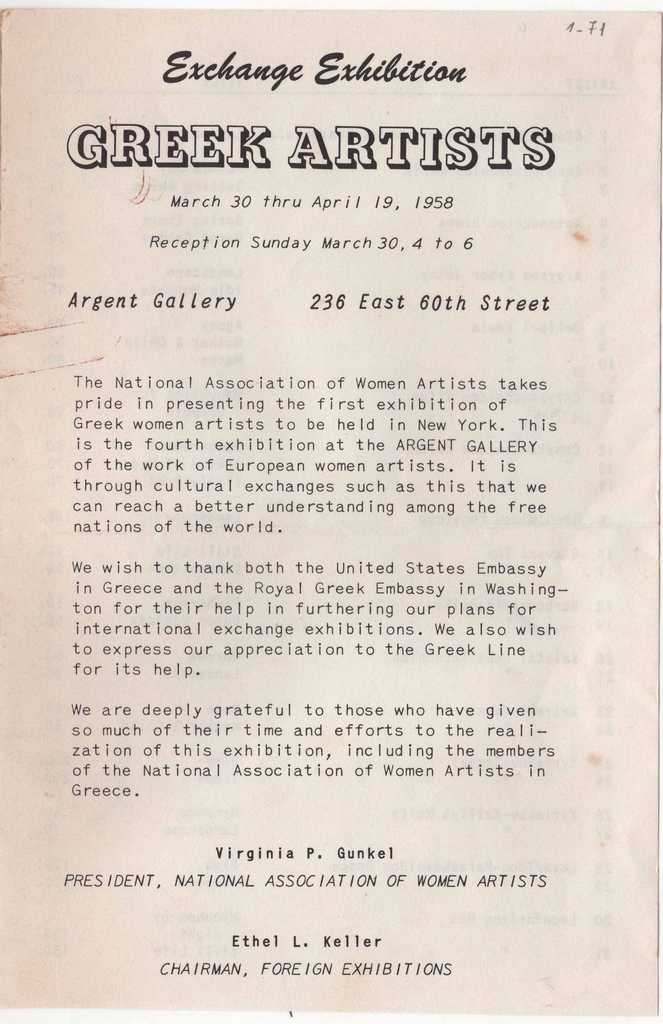 1-71
Exchange Exhibition
GREEK ARTISTS
March 30 thru April 19, 1958
Reception Sunday March 30, 4 to 6
Argent Gallery 236 East 60th Street
The National Association of Women Artists takes
pride in presenting the first exhibition of
Greek women artists to be held in New York. This
is the fourth exhibition at the ARGENT GALLERY
of the work of European women artists. It is
through cultural exchanges such as this that we
can reach a better understanding among the free
nations of the world.
We wish to thank both the United States Embassy
in Greece and the Royal Greek Embassy in Washing-
ton for their help in furthering our plans for
international exchange exhibitions. We also wish
to express our appreciation to the Greek Line
for its help.
We are deeply grateful to those who have given
so much of their time and efforts to the reali-
zation of this exhibition, including the members
of the National Association of Women Artists in
Greece.
Virginia P. Gunkel
PRESIDENT, NATIONAL ASSOCIATION OF WOMEN ARTISTS
Ethel L. Keller
CHAIRMAN, FOREIGN EXHIBITIONS